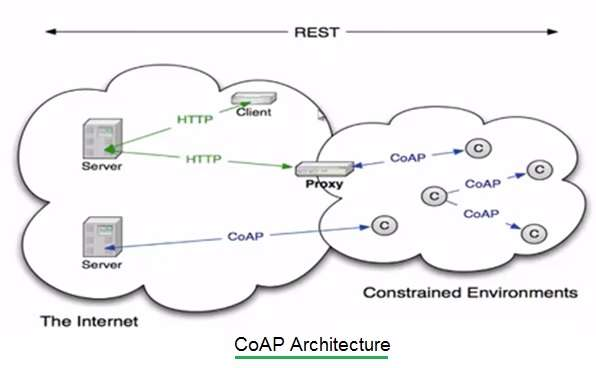 REST
Client
HTTP
Server
HTTP
Proxy
CoAP
C
C
CoAP
C
CoAP
C
C
Server
CoAP
Constrained Environments
The Internet
CoAP Architecture